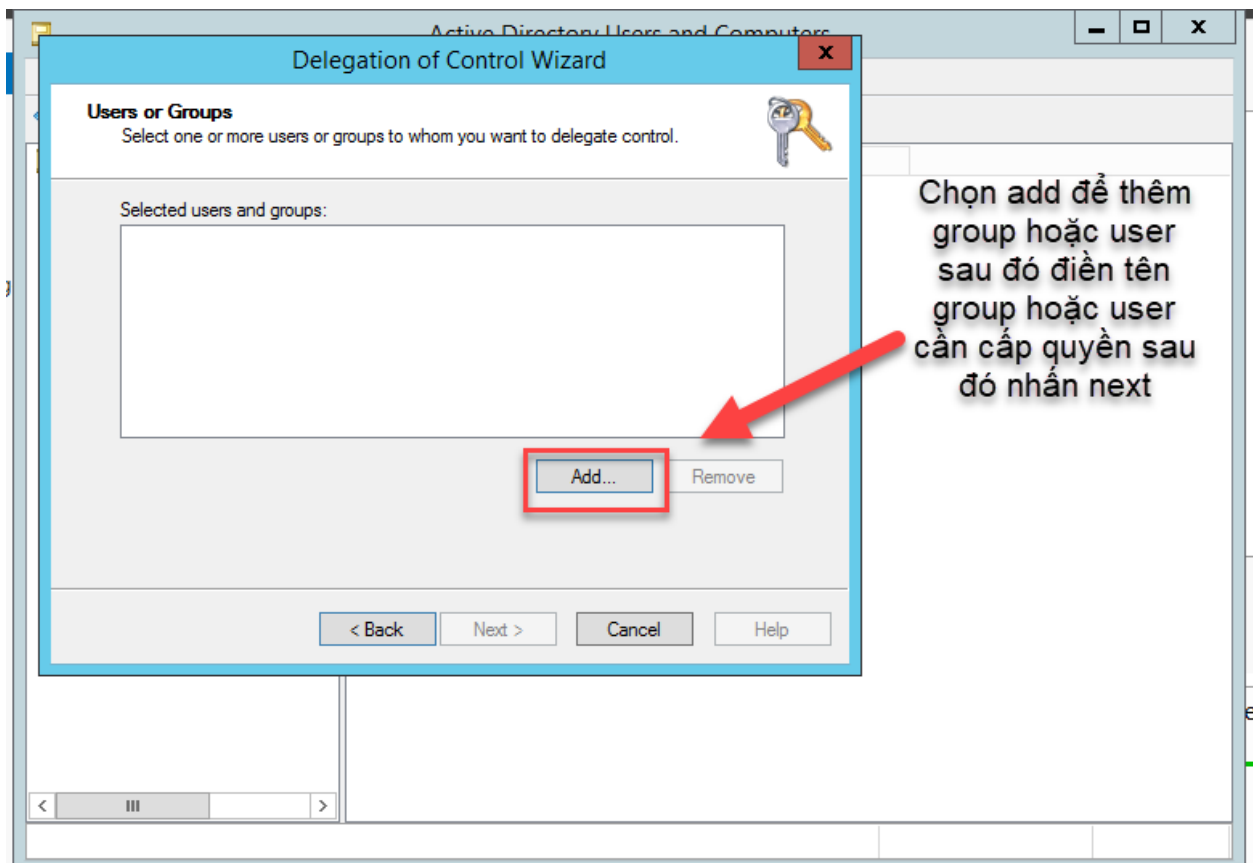 Active Directory Users and Computers
Delegation of Control Wizard
Users or Groups
Select one or more users or groups to whom you want to delegate control.
Selected users and groups:
Add...
Remove
< Back
Next >
Cancel
Help
Chọn add để thêm
group hoặc user
sau đó điền tên
group hoặc user
cần cấp quyền sau
đó nhấn next